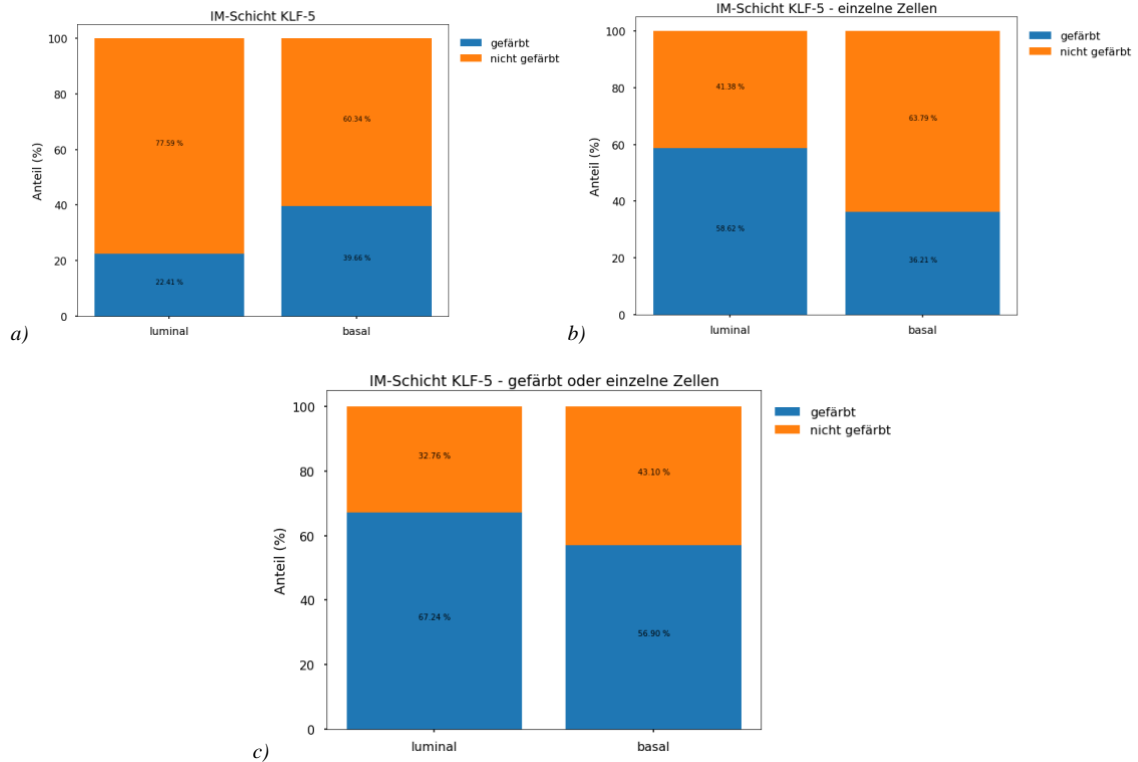 IM-Schicht KLF-5
100
80
60
40
20
0
Anteil (%)
77.59 %
22.41 %
60.34 %
39.66 %
luminal
basal
gefärbt
nicht gefärbt
a)
IM-Schicht KLF-5 - einzelne Zellen
100
80
60
40
20
0
Anteil (%)
41.38 %
58.62 %
63.79 %
36.21 %
luminal
basal
gefärbt
nicht gefärbt
b)
IM-Schicht KLF-5 - gefärbt oder einzelne Zellen
100
80
60
40
20
0
Anteil (%)
32.76 %
67.24 %
43.10 %
56.90 %
luminal
basal
gefärbt
nicht gefärbt
c)